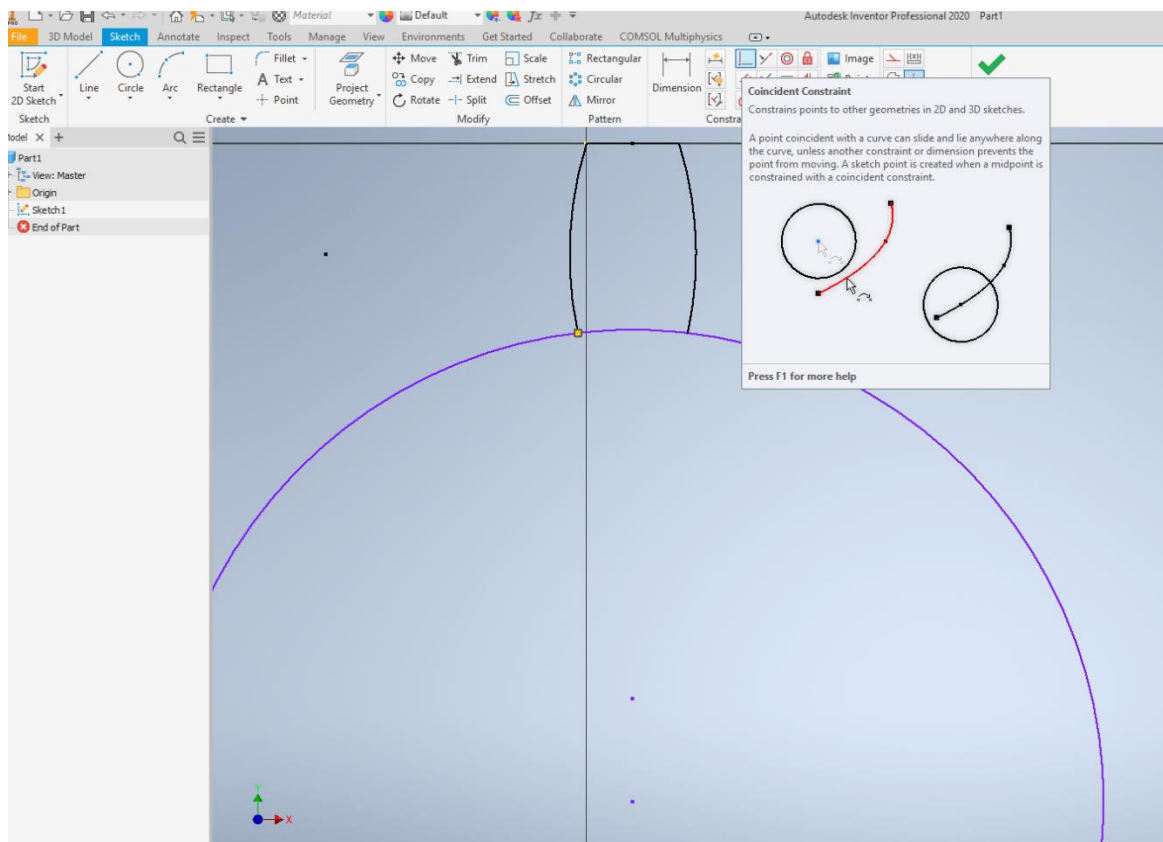 PRO
Material
Default
fx
Autodesk Inventor Professional 2020 Part1
File 3D Model Sketch Annotate Inspect Tools Manage View Environments Get Started Collaborate COMSOL Multiphysics
Start
2D Sketch
Line
Circle
Arc
Rectangle
Fillet
Text
Point
Project
Geometry
Move Trim Scale
Copy Extend Stretch
Rotate Split Offset
Rectangular
Circular
Mirror
Dimension
Image
Sketch
Create
Modify
Pattern
Constra
Model
Part1
View: Master
Origin
Sketch1
End of Part
Coincident Constraint
Constrains points to other geometries in 2D and 3D sketches.
A point coincident with a curve can slide and lie anywhere along
the curve, unless another constraint or dimension prevents the
point from moving. A sketch point is created when a midpoint is
constrained with a coincident constraint.
Press F1 for more help
Y
X